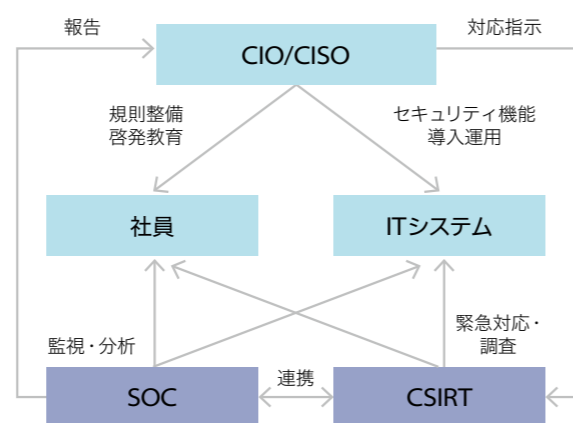 報告
対応指示
CIO/CISO
規則整備
啓発教育
セキュリティ機能
導入運用
社員
ITシステム
監視・分析
緊急対応・
調査
連携
SOC
CSIRT